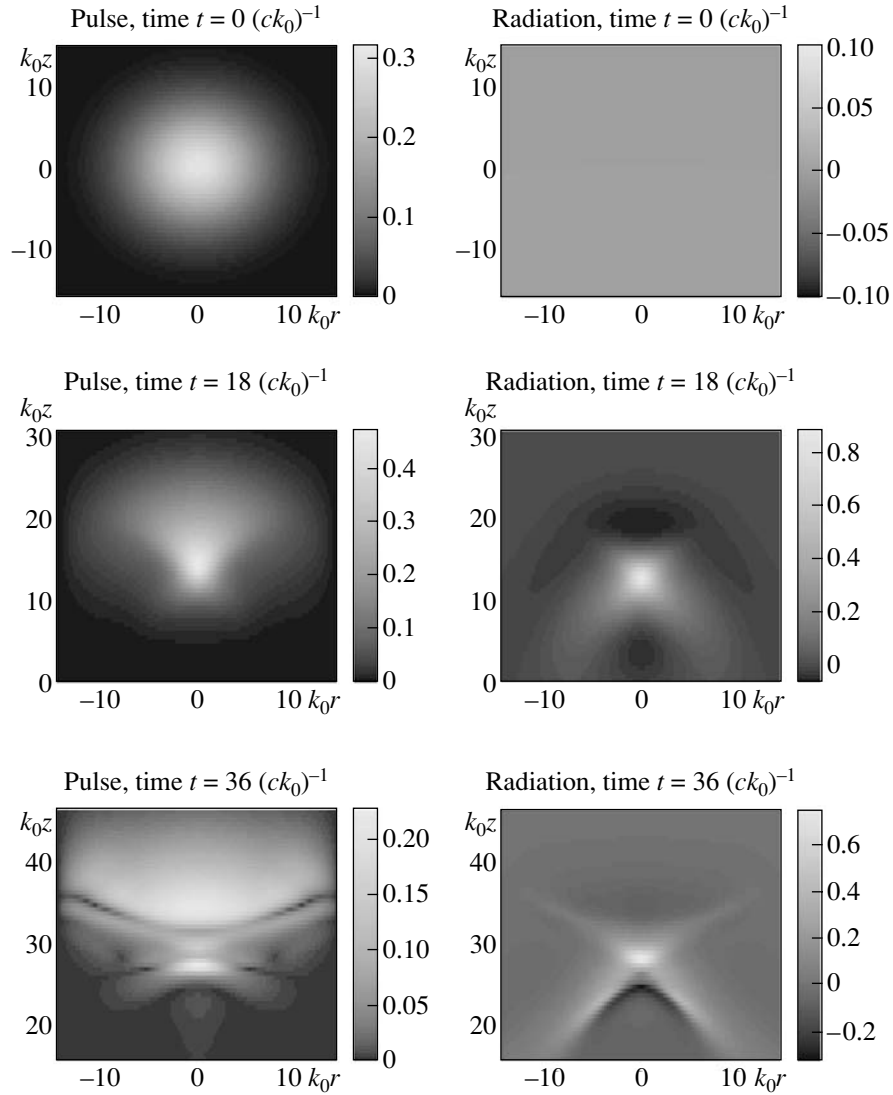 Pulse, time t = 0 (ck₀)⁻¹
k₀z
10
0
–10
–10 0 10 k₀r
0.3
0.2
0.1
0
Radiation, time t = 0 (ck₀)⁻¹
k₀z
10
0
–10
–10 0 10 k₀r
0.10
0.05
0
–0.05
–0.10
Pulse, time t = 18 (ck₀)⁻¹
k₀z
30
20
10
0
–10 0 10 k₀r
0.4
0.3
0.2
0.1
0
Radiation, time t = 18 (ck₀)⁻¹
k₀z
30
20
10
0
–10 0 10 k₀r
0.8
0.6
0.4
0.2
0
Pulse, time t = 36 (ck₀)⁻¹
k₀z
40
30
20
–10 0 10 k₀r
0.20
0.15
0.10
0.05
0
Radiation, time t = 36 (ck₀)⁻¹
k₀z
40
30
20
–10 0 10 k₀r
0.6
0.4
0.2
0
–0.2